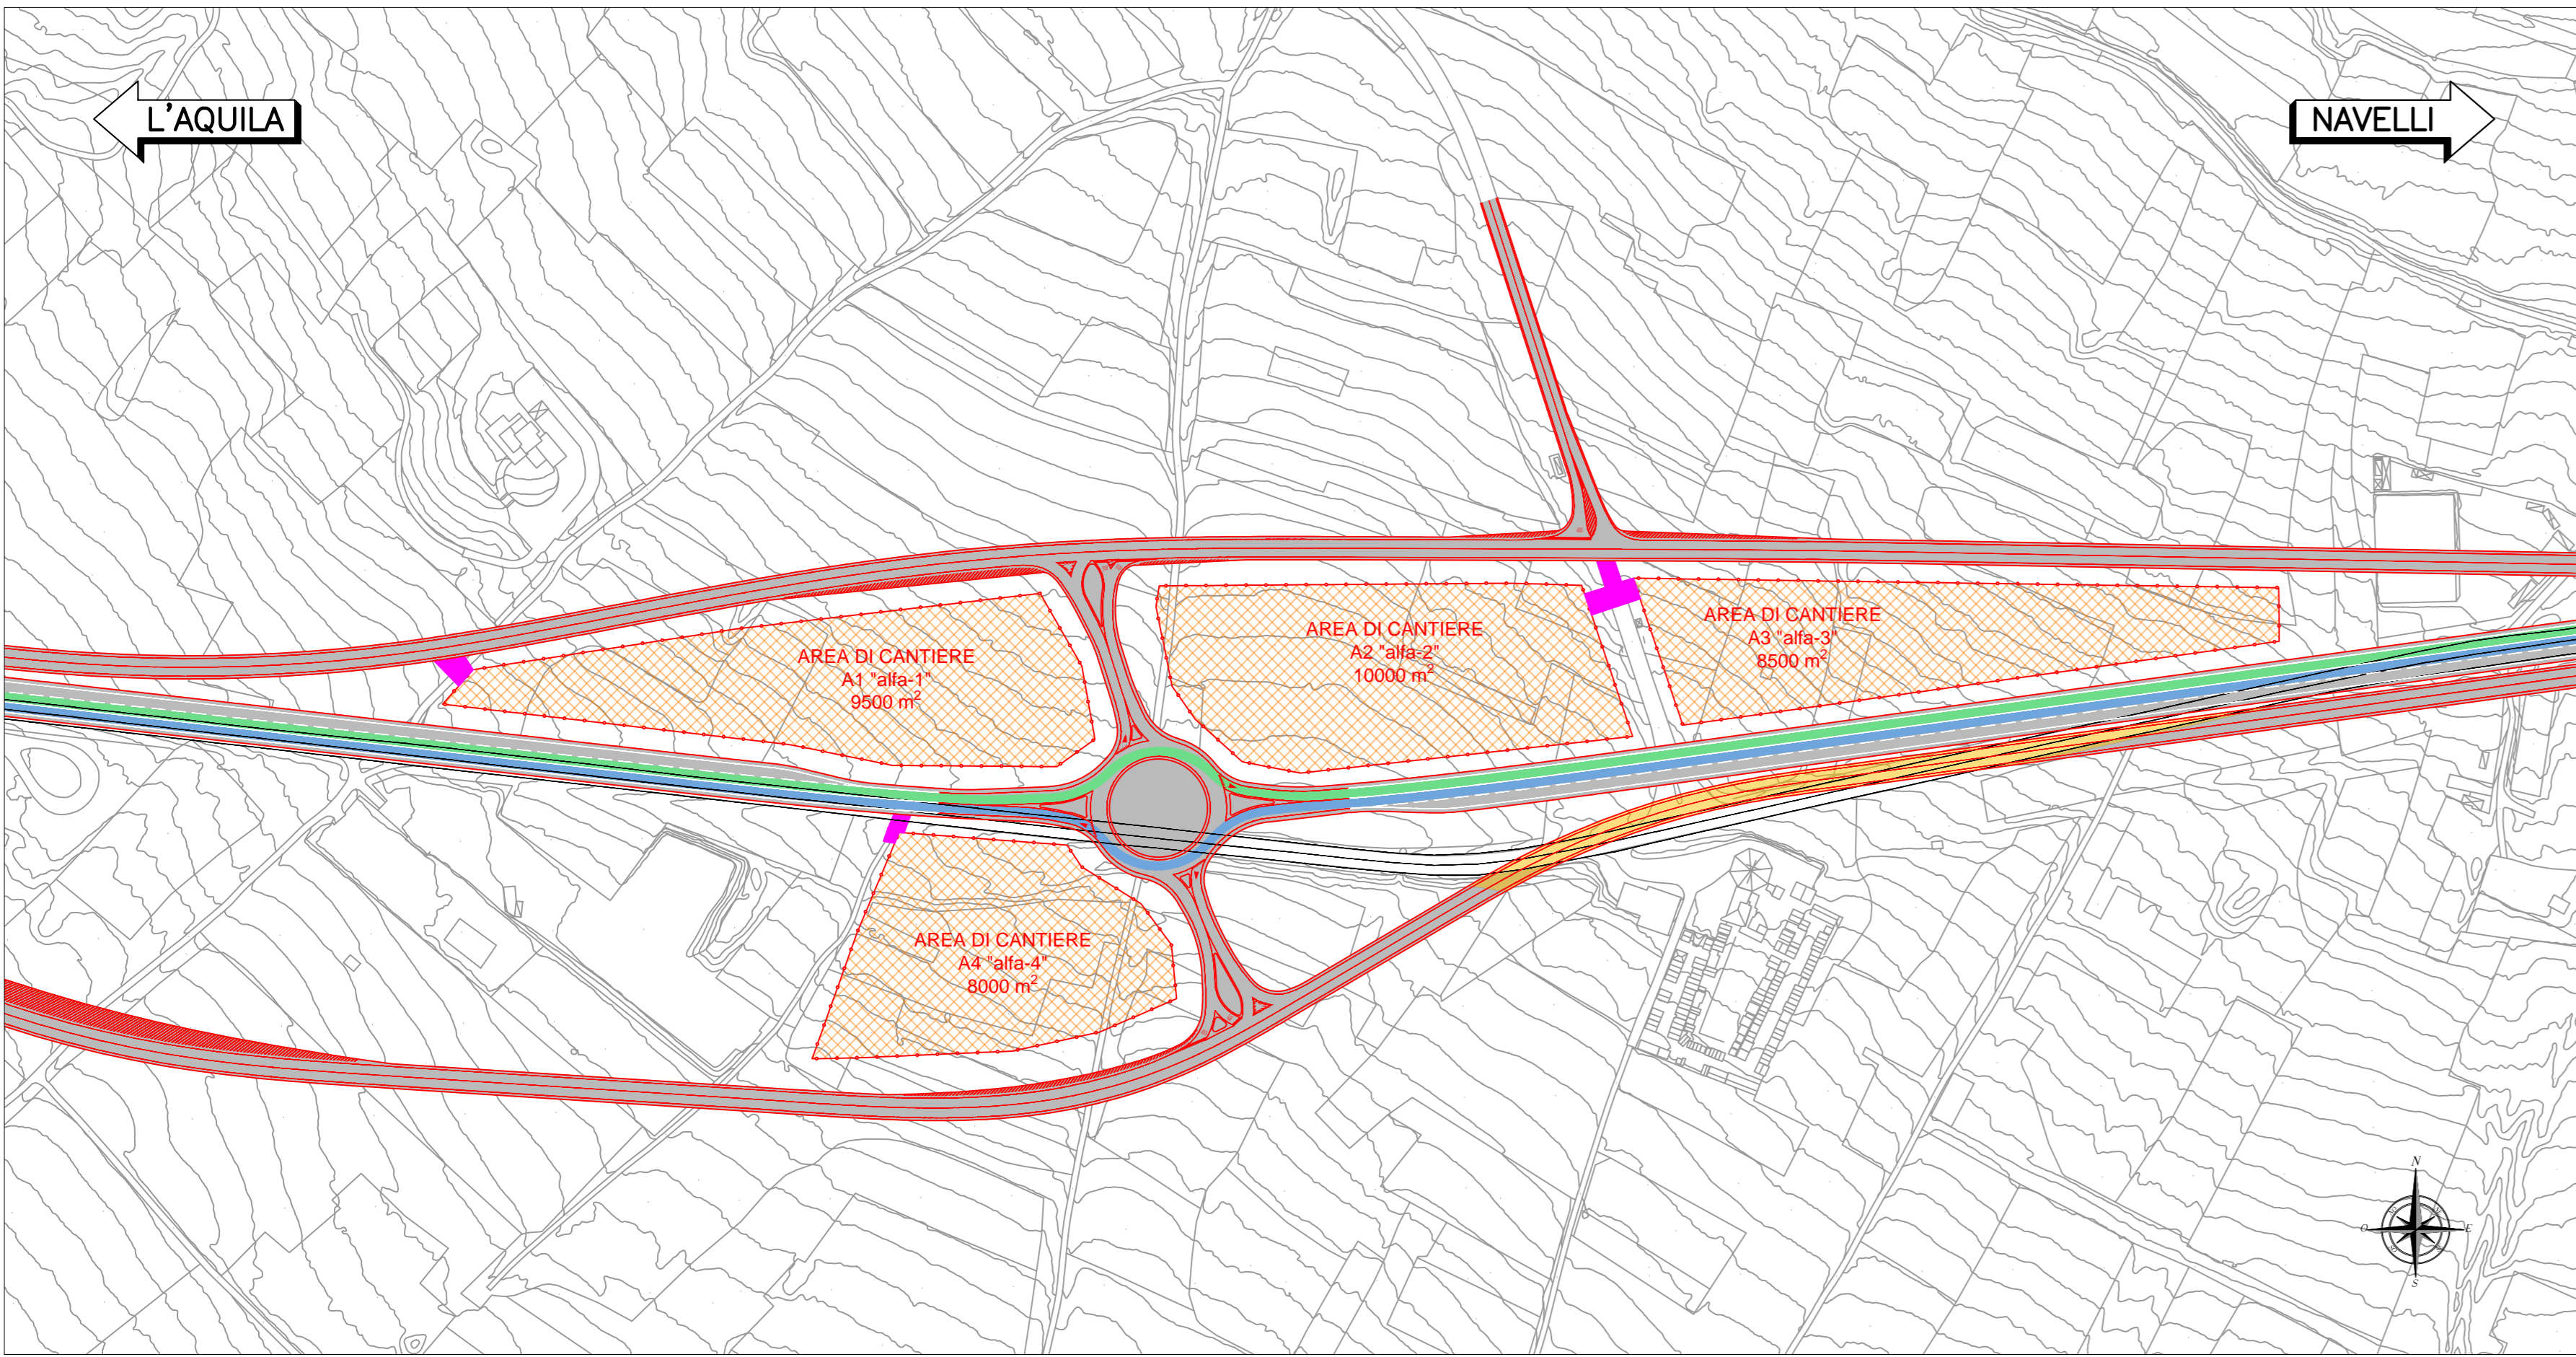 L'AQUILA
NAVELLI
AREA DI CANTIERE
A1 "alfa-1"
9500 m²
AREA DI CANTIERE
A2 "alfa-2"
10000 m²
AREA DI CANTIERE
A3 "alfa-3"
8500 m²
AREA DI CANTIERE
A4 "alfa-4"
8000 m²
N
O
E
S